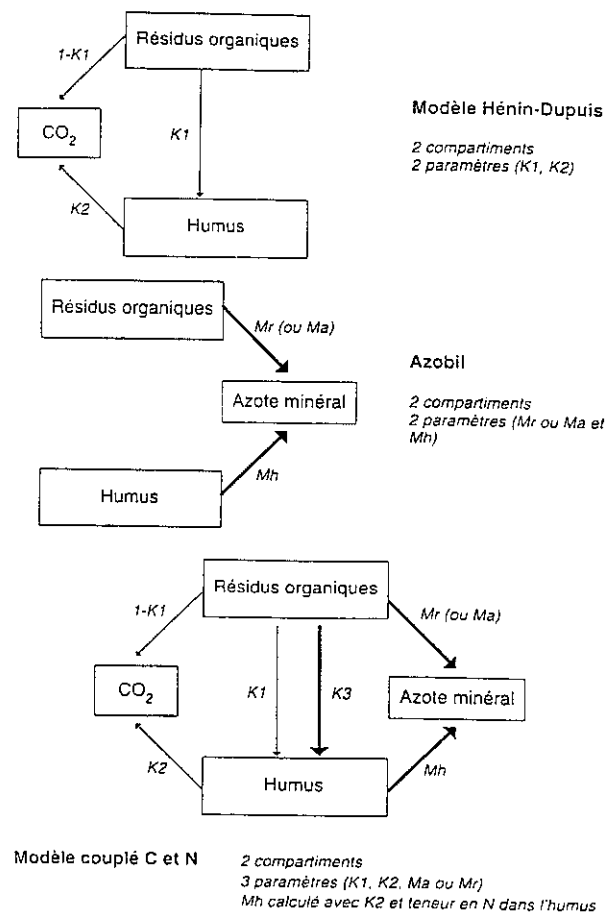 Résidus organiques
1-K1
CO2
K1
K2
Humus
Modèle Hénin-Dupuis
2 compartiments
2 paramètres (K1, K2)
Résidus organiques
Mr (ou Ma)
Azote minéral
Mh
Humus
Azobil
2 compartiments
2 paramètres (Mr ou Ma et
Mh)
Résidus organiques
1-K1
Mr (ou Ma)
CO2
K1
K3
Azote minéral
K2
Humus
Mh
Modèle couplé C et N
2 compartiments
3 paramètres (K1, K2, Ma ou Mr)
Mh calculé avec K2 et teneur en N dans l'humus